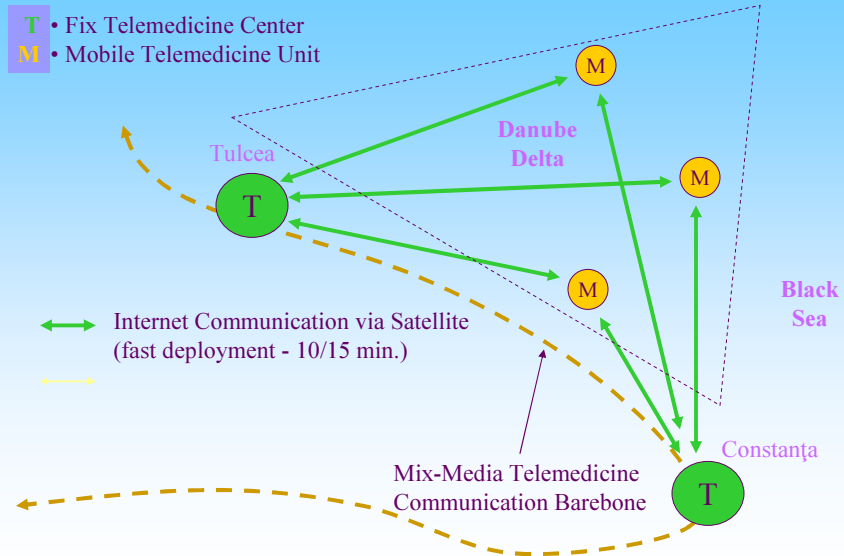 T • Fix Telemedicine Center
M • Mobile Telemedicine Unit
M
Danube
Delta
Tulcea
M
T
M
Black
Sea
Internet Communication via Satellite
(fast deployment - 10/15 min.)
Constanţa
Mix-Media Telemedicine
Communication Barebone
T